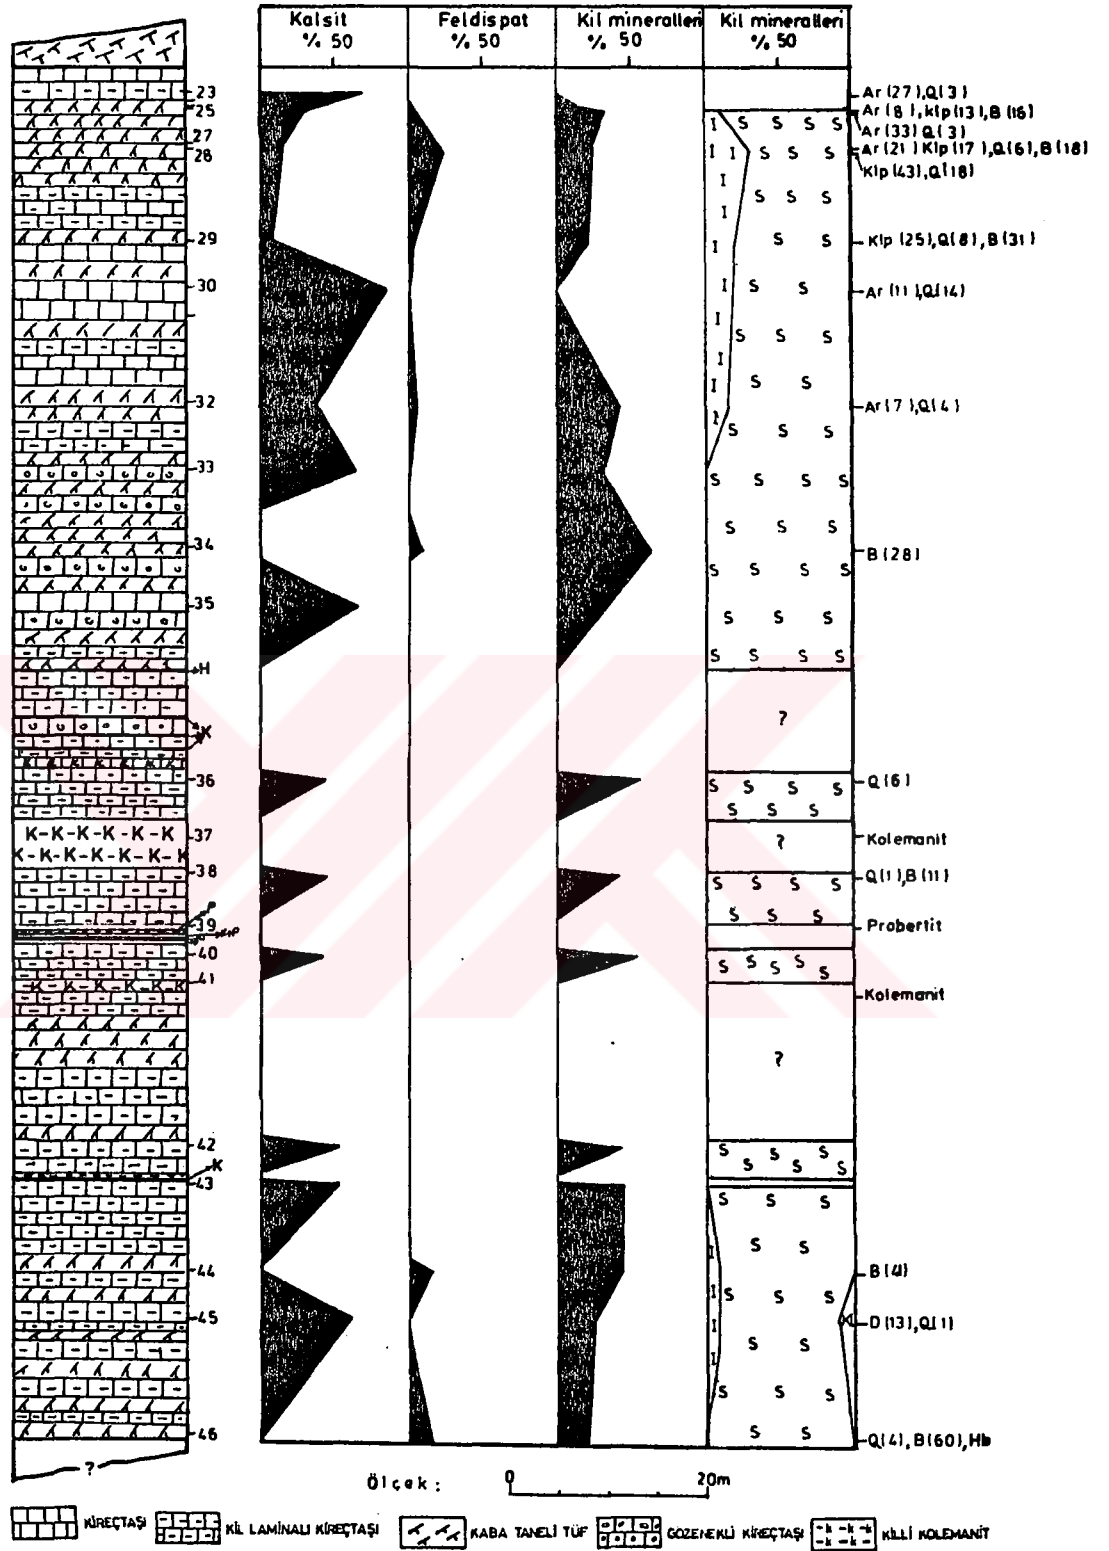 Kalsit
% 50
Feldispat
% 50
Kil mineralleri
% 50
Kil mineralleri
% 50
23
25
27
28
29
30
32
33
34
35
H
K
36
K-K-K-K-K-K-K
37
K-K-K-K-K-K-K
38
P
39
P
40
41
K-K-K-K-K-K
42
K
43
44
45
46
?
I S S S S
I I S S S
I S S S
I
I S S
I S S
I S S S
I S S
I S S S
S S S S
S S S
S S S S
S S S
S S S S
?
S S S S
S S S
?
S S S S
S S S
S S S S S
?
S S S S S S
S S S
I S S
I S S S
I S S
I S S S
S S
Ar (27), Q(3)
Ar (8), klp (13), B (16)
Ar (33) Q(3)
Ar (21) Klp (17), Q(6), B(18)
Klp (43), Q(18)
Klp (25), Q(8), B(31)
Ar (11), Q(14)
Ar (7), Q(4)
B (28)
Q(6)
Kolemanit
Q(1), B(11)
Probertit
Kolemanit
B(4)
D (13), Q(1)
Q(4), B(60), Hb
Ölçek: 0 20m
KİREÇTAŞI
KİL LAMİNALI KİREÇTAŞI
KABA TANELİ TÜF
GÖZENEKLİ KİREÇTAŞI
KİLLİ KOLEMANİT